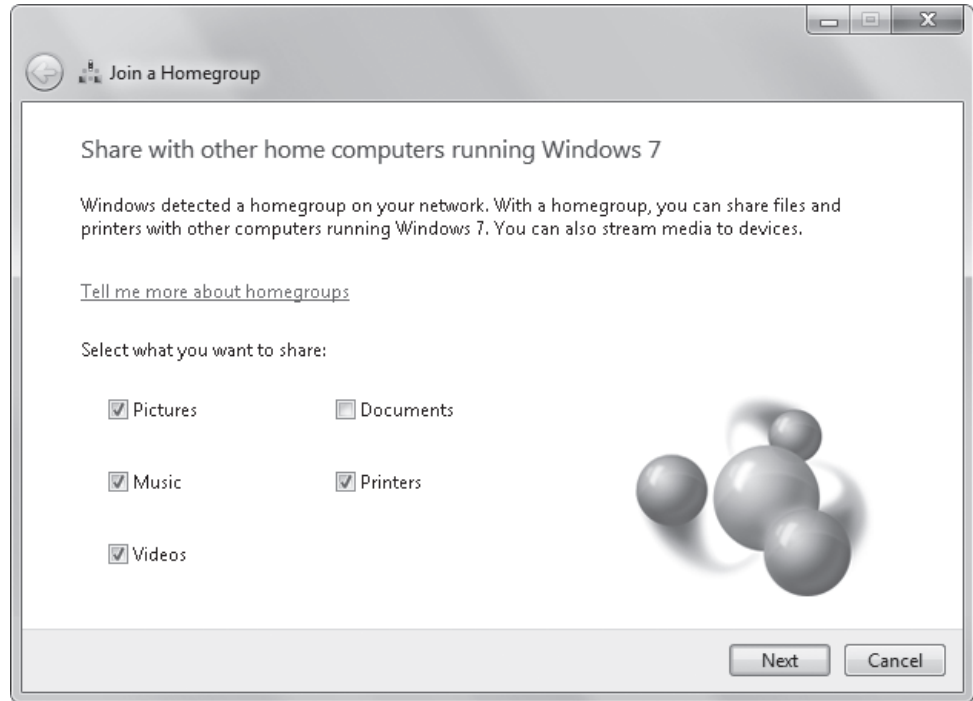 Join a Homegroup
Share with other home computers running Windows 7
Windows detected a homegroup on your network. With a homegroup, you can share files and
printers with other computers running Windows 7. You can also stream media to devices.
Tell me more about homegroups
Select what you want to share:
Pictures
Documents
Music
Printers
Videos
Next
Cancel